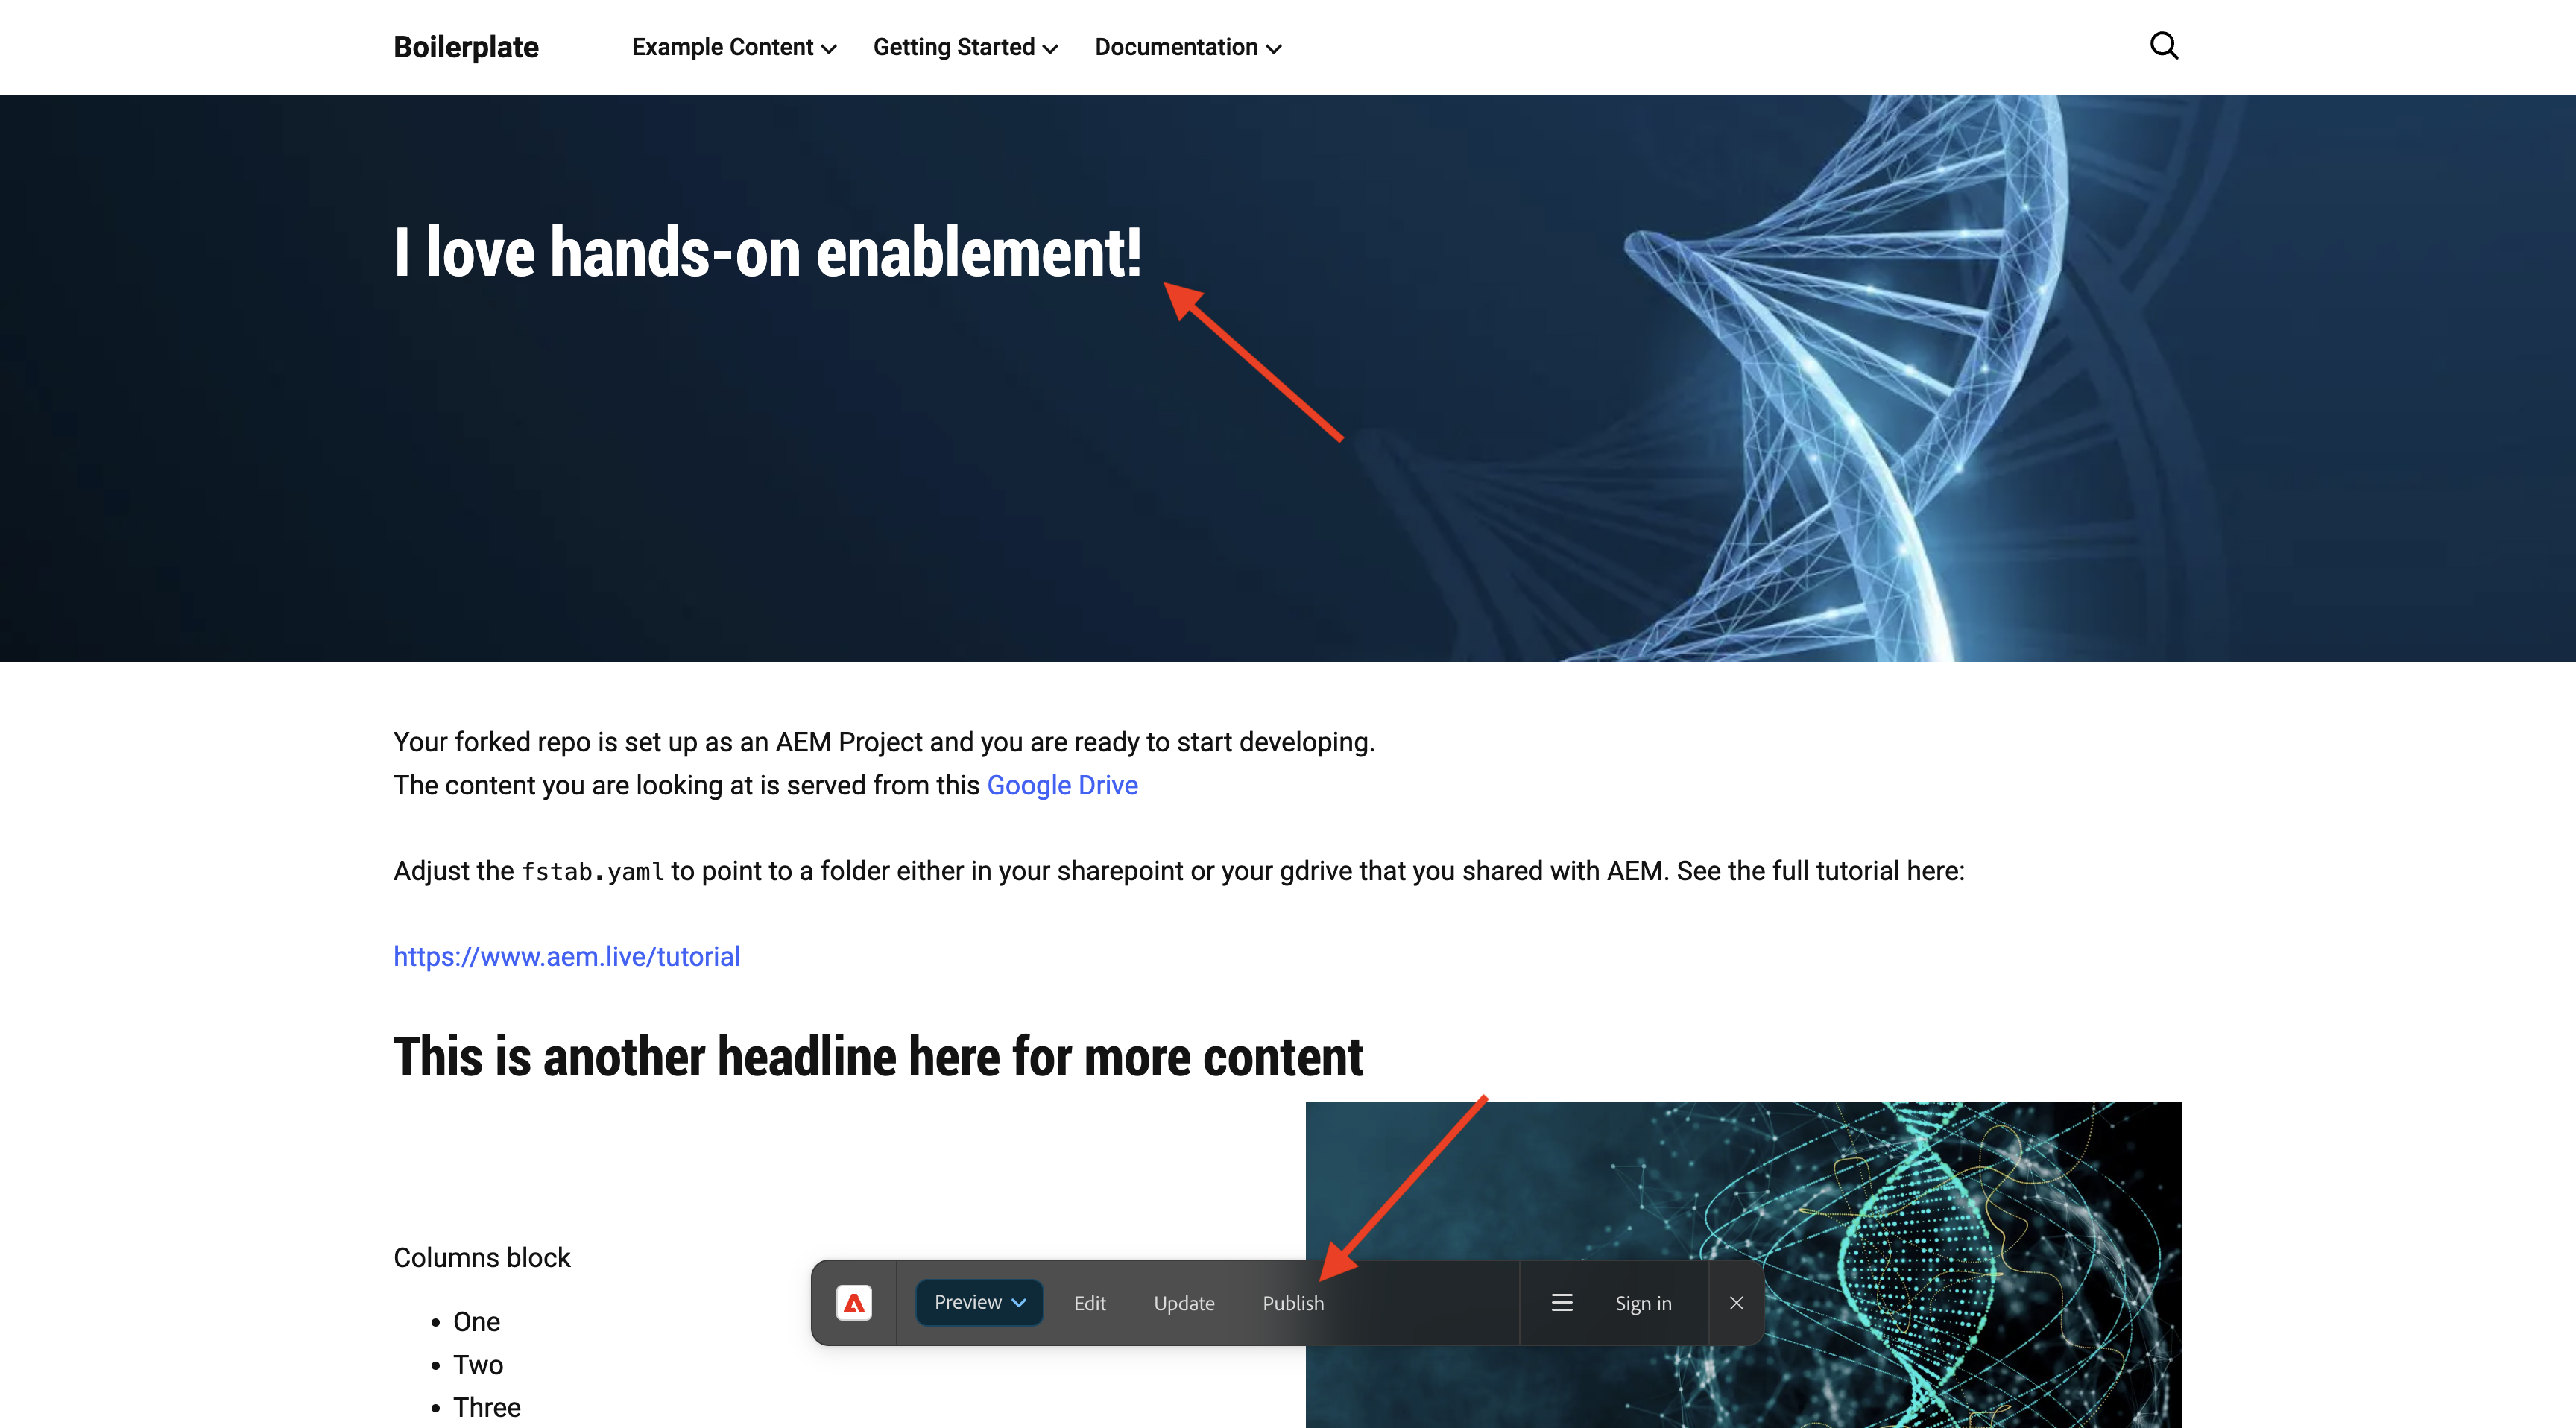 Boilerplate Example Content Getting Started Documentation
I love hands-on enablement!
Your forked repo is set up as an AEM Project and you are ready to start developing.
The content you are looking at is served from this Google Drive
Adjust the fstab.yaml to point to a folder either in your sharepoint or your gdrive that you shared with AEM. See the full tutorial here:
https://www.aem.live/tutorial
This is another headline here for more content
Columns block
One
Two
Three
Preview Edit Update Publish Sign in